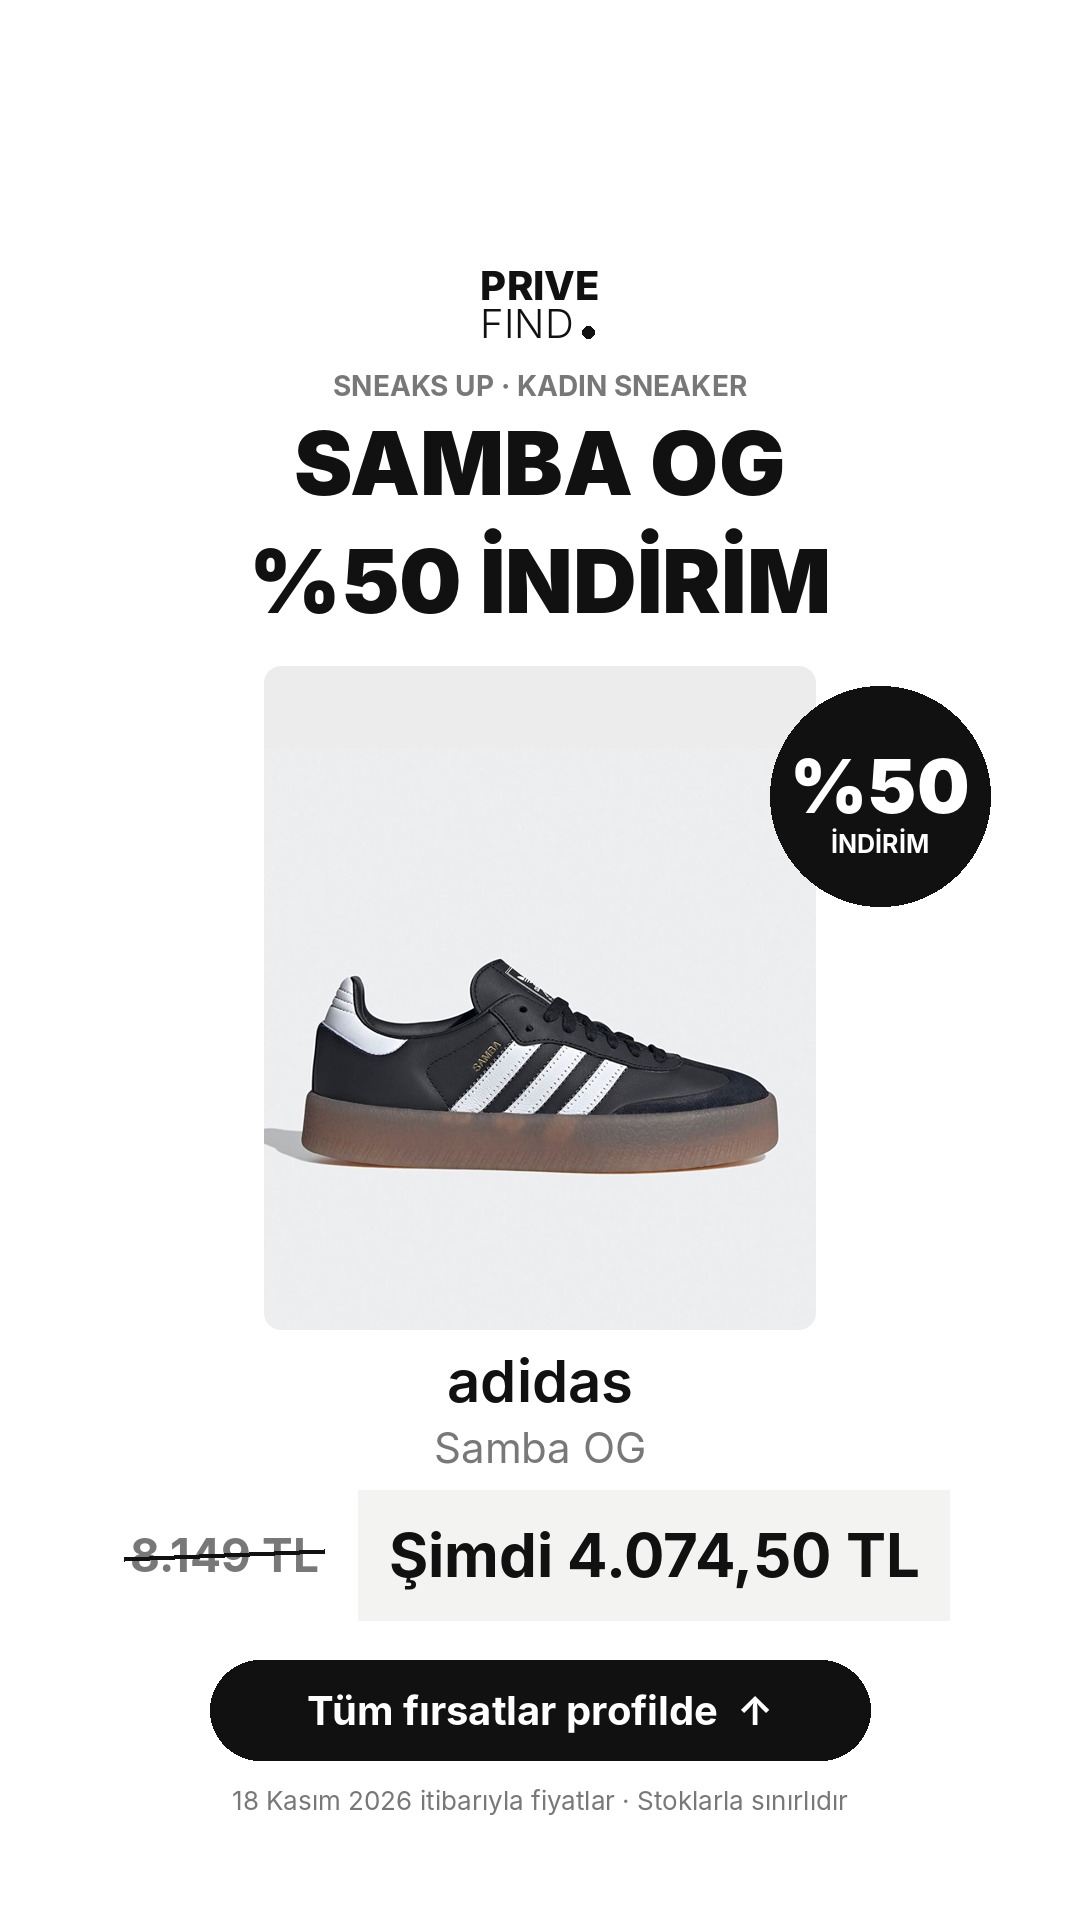 PRIVE
FIND.
SNEAKS UP · KADIN SNEAKER
SAMBA OG
%50 İNDİRİM
%50
İNDİRİM
SAMBA
adidas
Samba OG
8.149 TL
Şimdi 4.074,50 TL
Tüm fırsatlar profilde ↑
18 Kasım 2026 itibarıyla fiyatlar · Stoklarla sınırlıdır